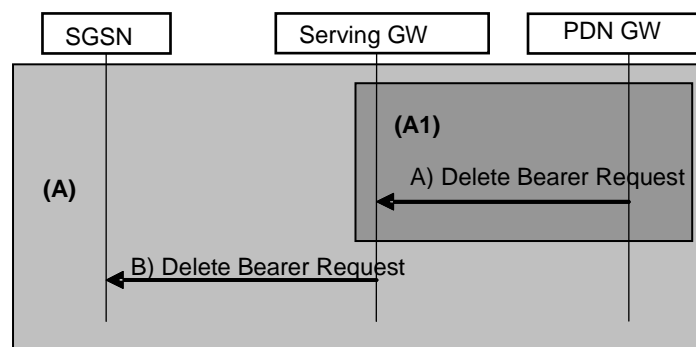 SGSN
Serving GW
PDN GW
(A1)
(A)
A) Delete Bearer Request
B) Delete Bearer Request